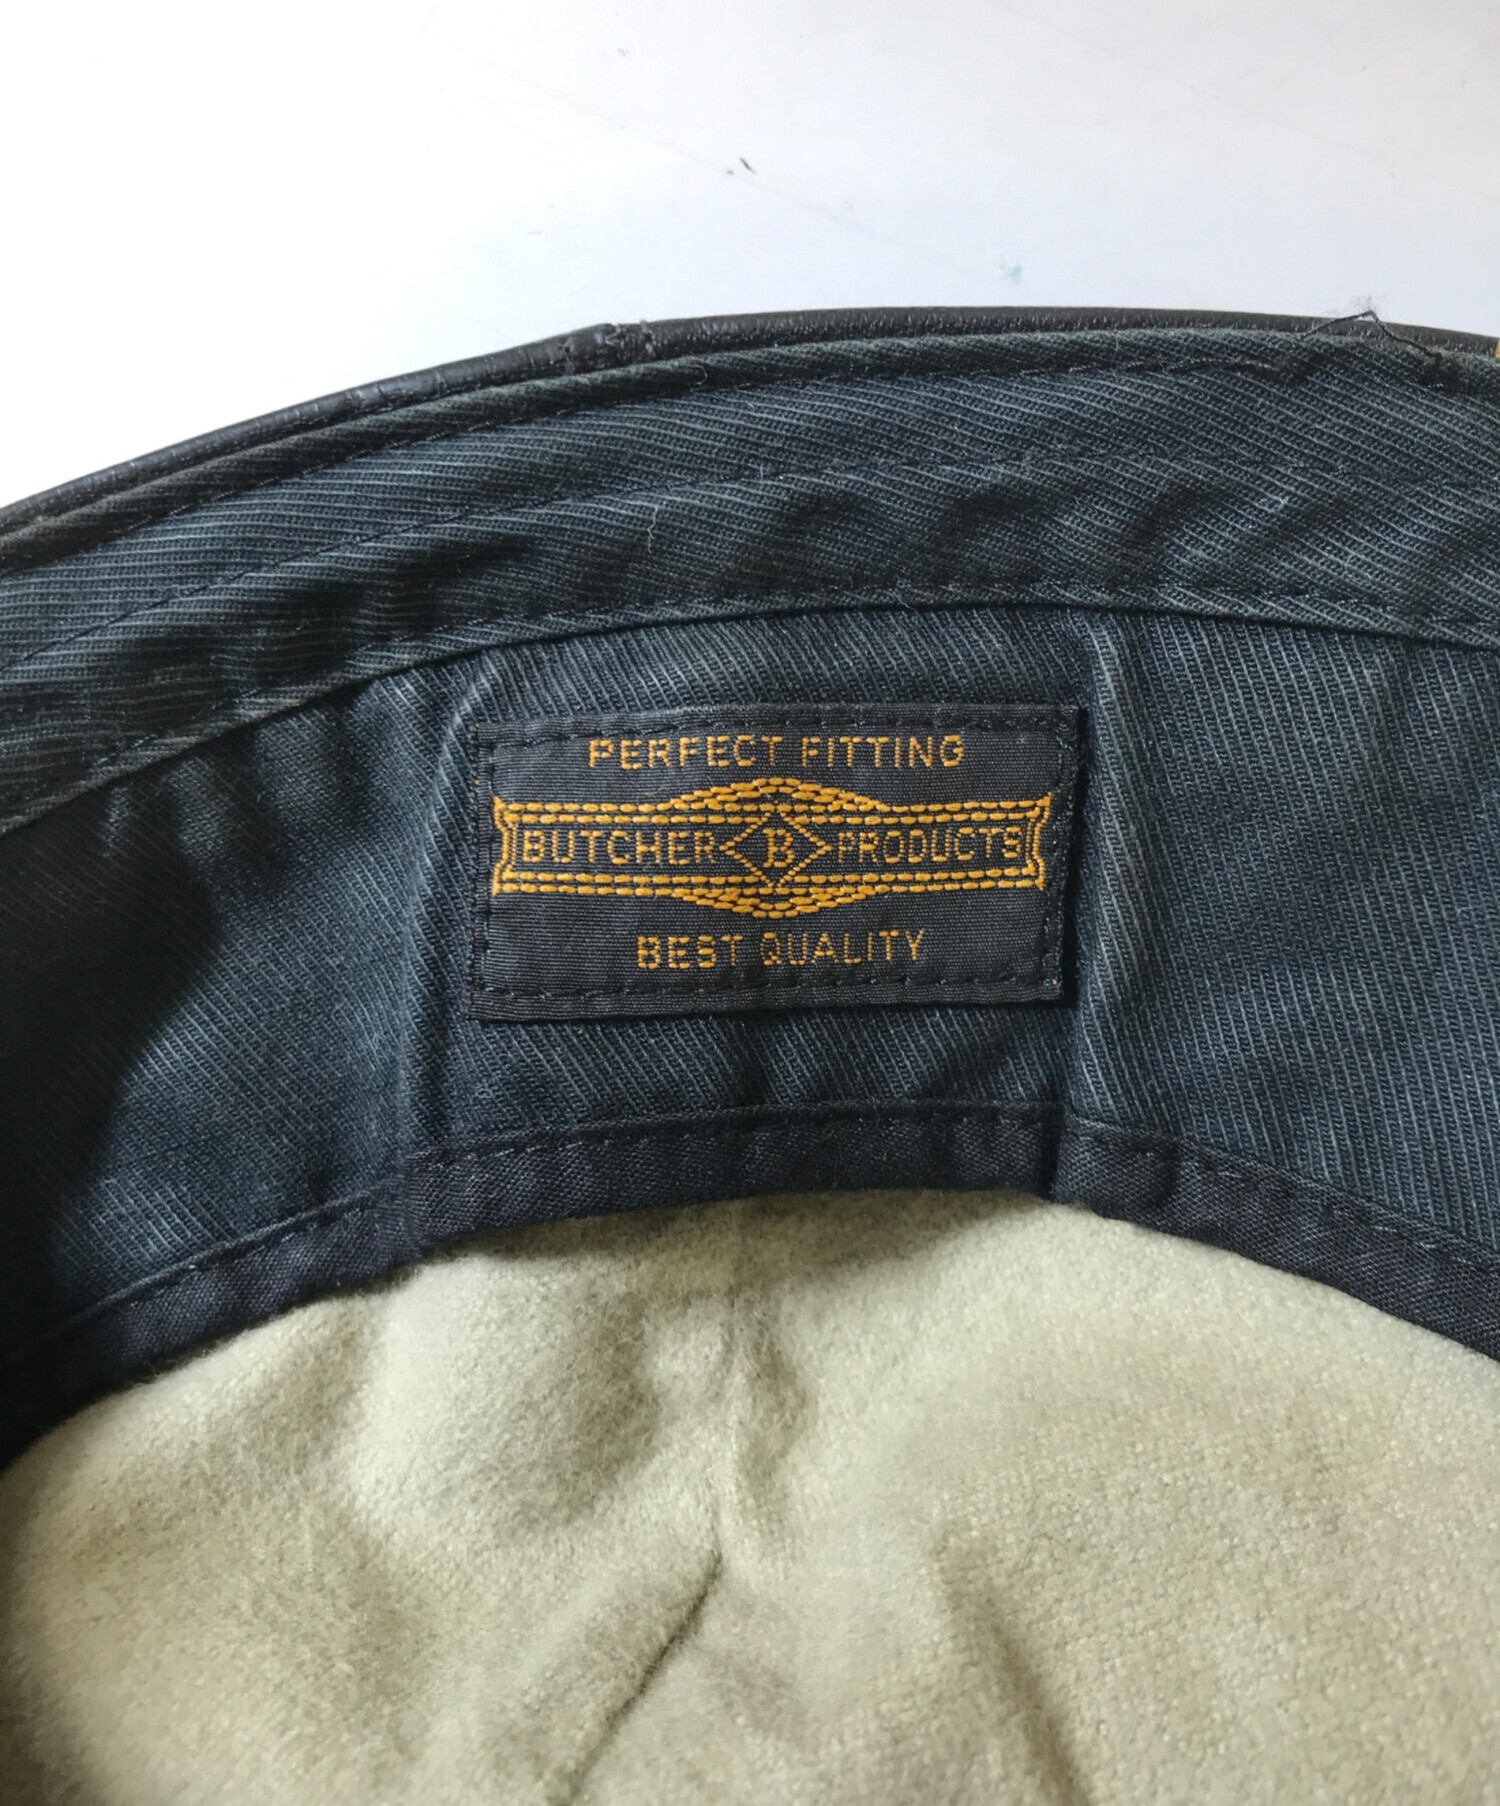 PERFECT FITTING
BUTCHER B PRODUCTS
BEST QUALITY